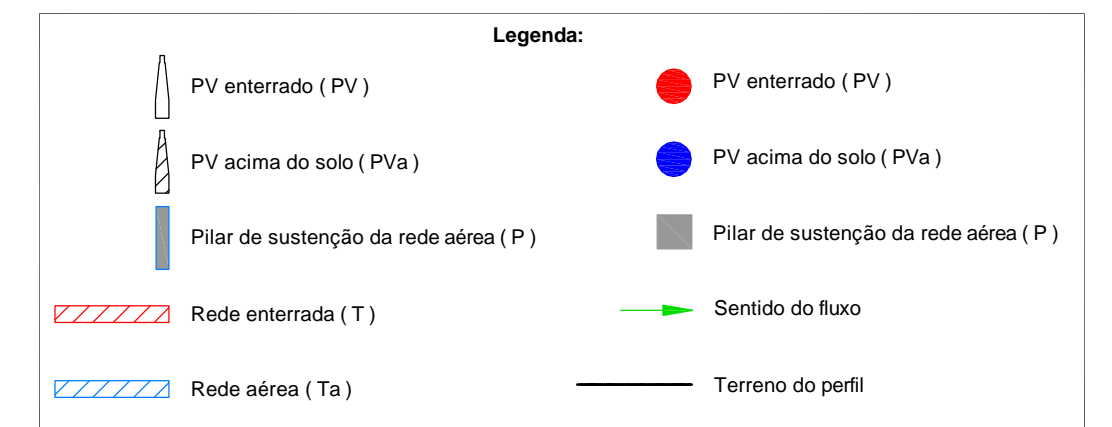 Legenda:
PV enterrado ( PV )
PV enterrado ( PV )
PV acima do solo ( PVa )
PV acima do solo ( PVa )
Pilar de sustenção da rede aérea ( P )
Pilar de sustenção da rede aérea ( P )
Rede enterrada ( T )
Sentido do fluxo
Rede aérea ( Ta )
Terreno do perfil